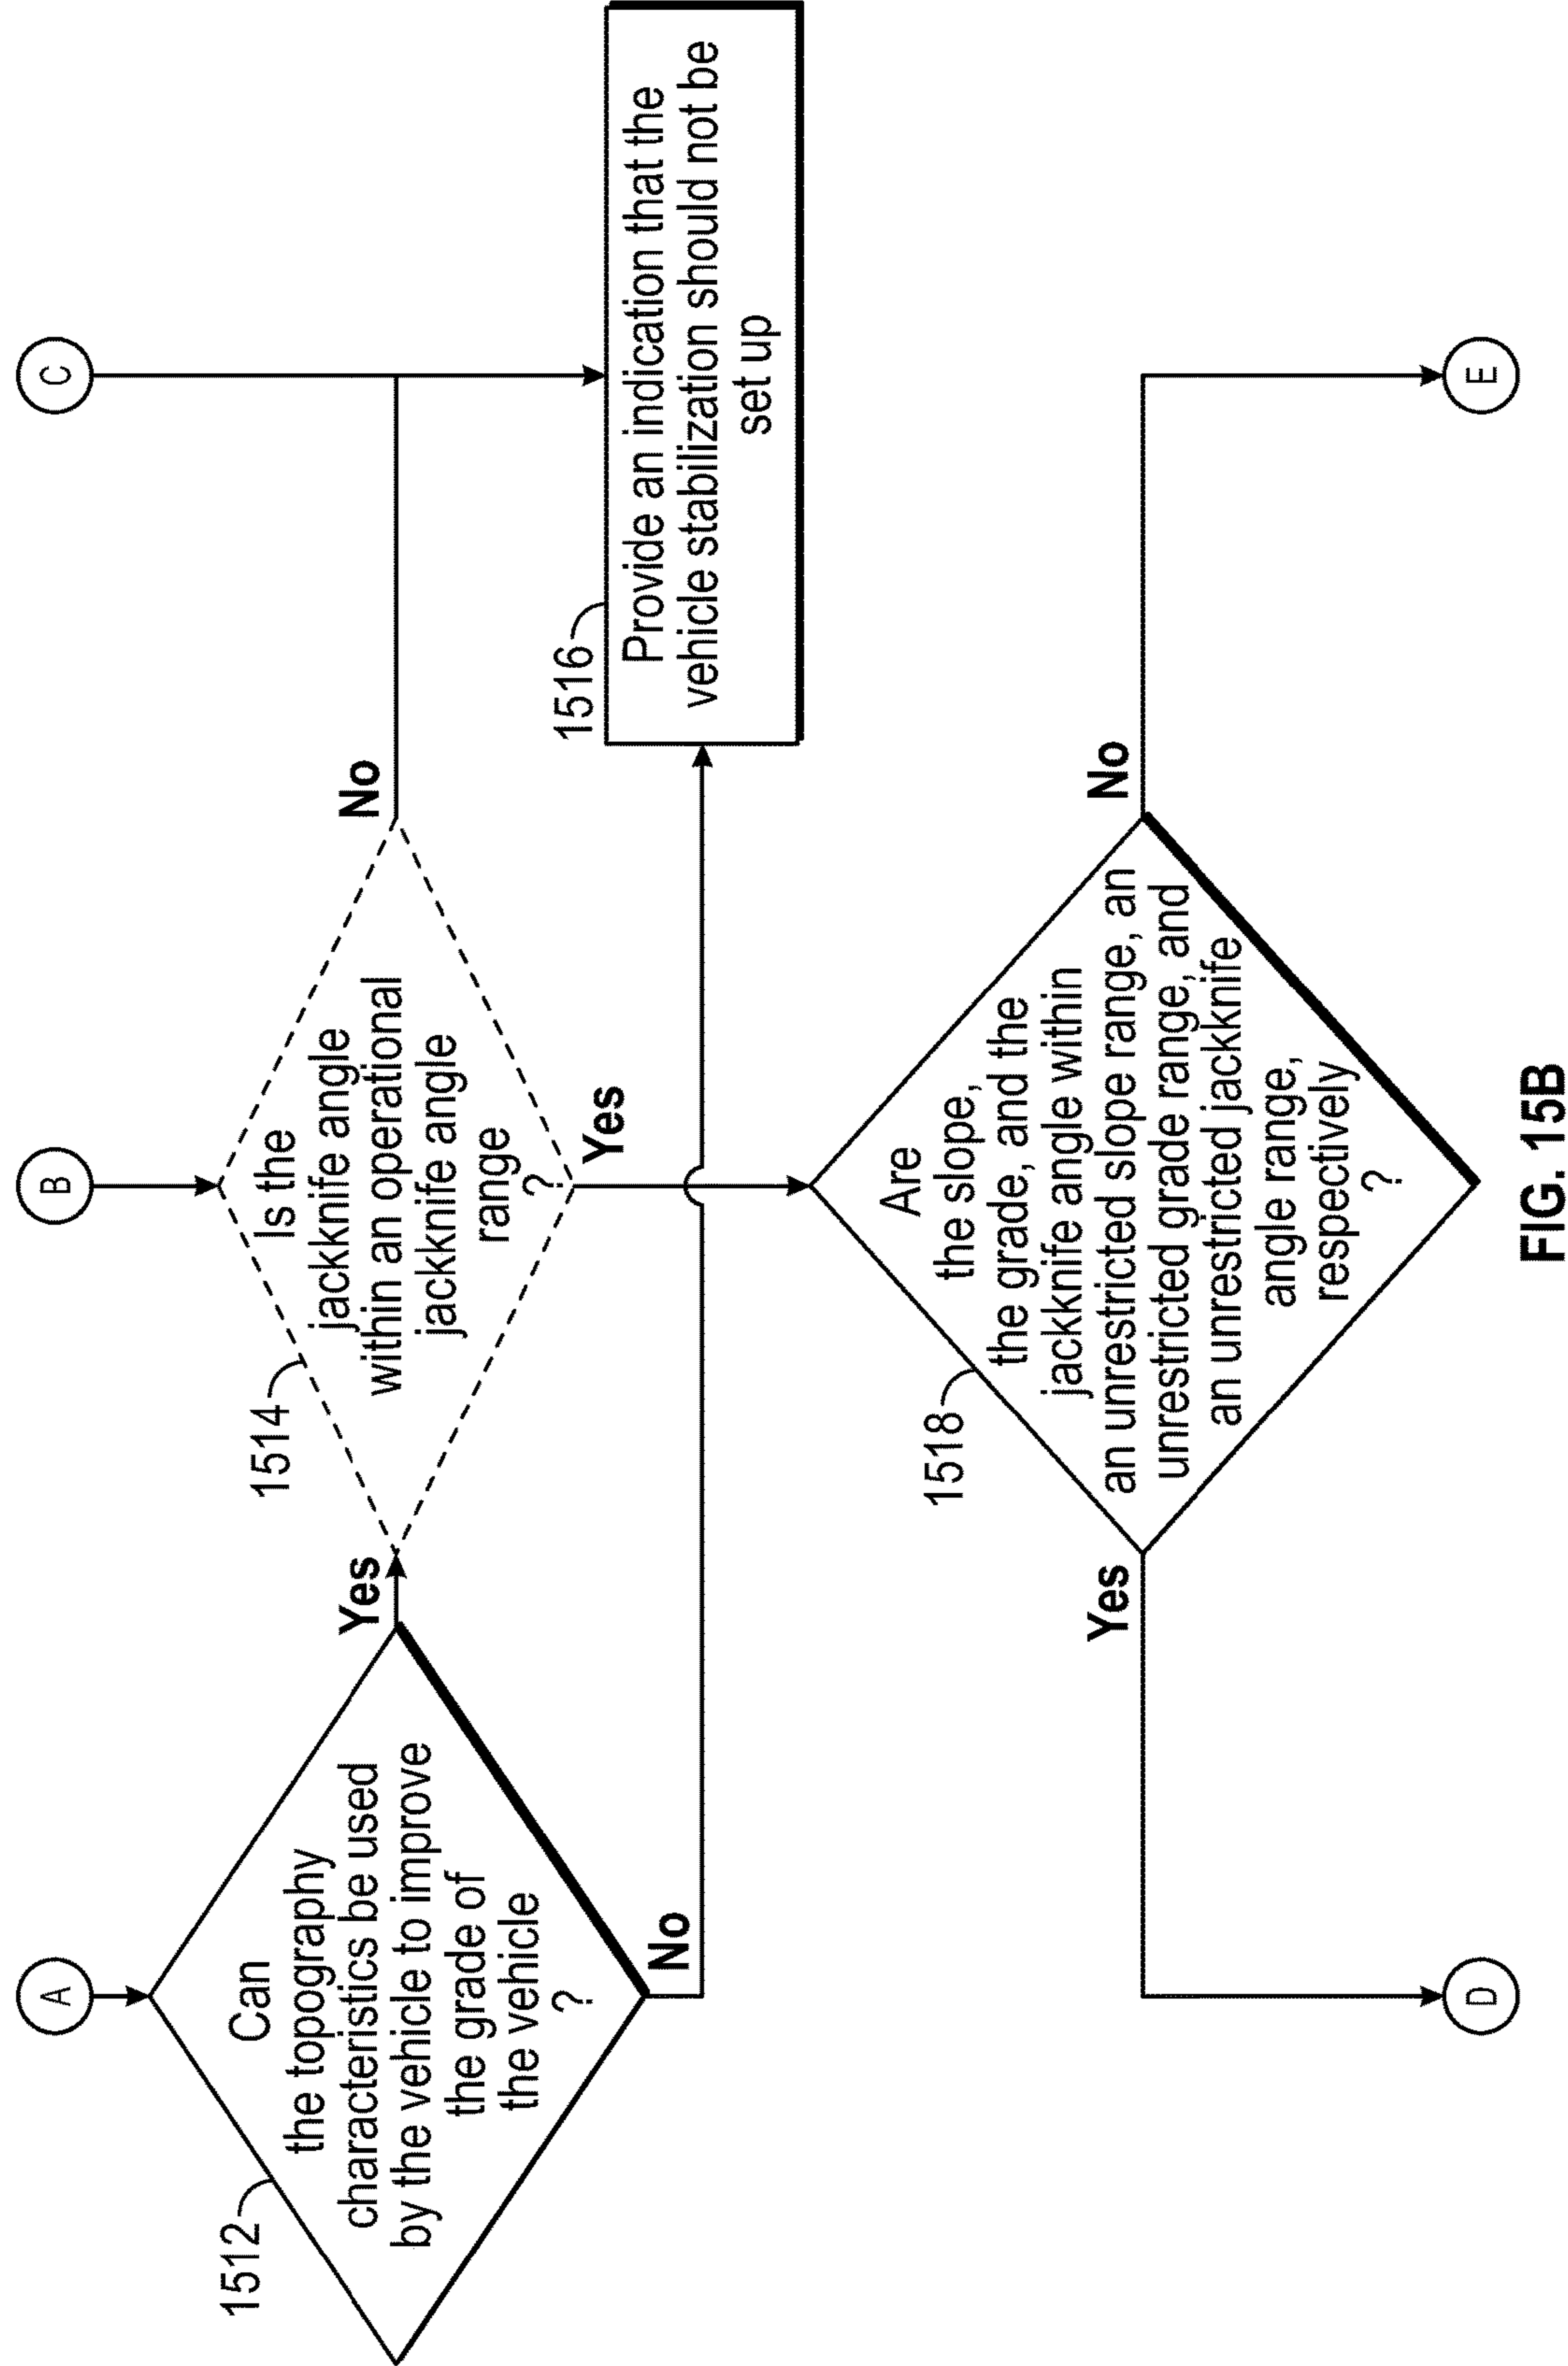 A
B
C
1512
Can
the topography
characteristics be used
by the vehicle to improve
the grade of
the vehicle
?
Yes
No
1514
Is the
jackknife angle
within an operational
jackknife angle
range
?
No
Yes
1516
Provide an indication that the
vehicle stabilization should not be
set up
1518
Are
the slope,
the grade, and the
jackknife angle within
an unrestricted slope range, an
unrestricted grade range, and
an unrestricted jackknife
angle range,
respectively
?
Yes
No
D
E
FIG. 15B